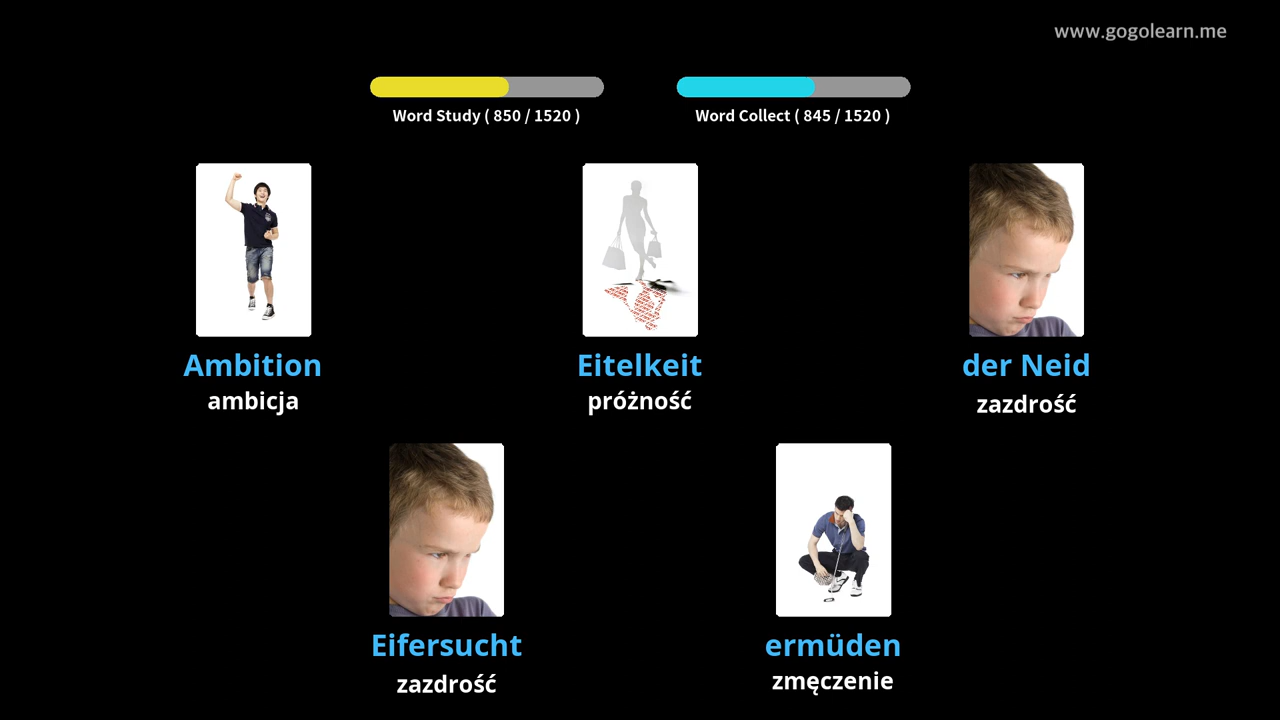 www.gogolearn.me
Word Study ( 850 / 1520 )
Word Collect ( 845 / 1520 )
Ambition
ambicja
Eitelkeit
próżność
der Neid
zazdrość
Eifersucht
zazdrość
ermüden
zmęczenie